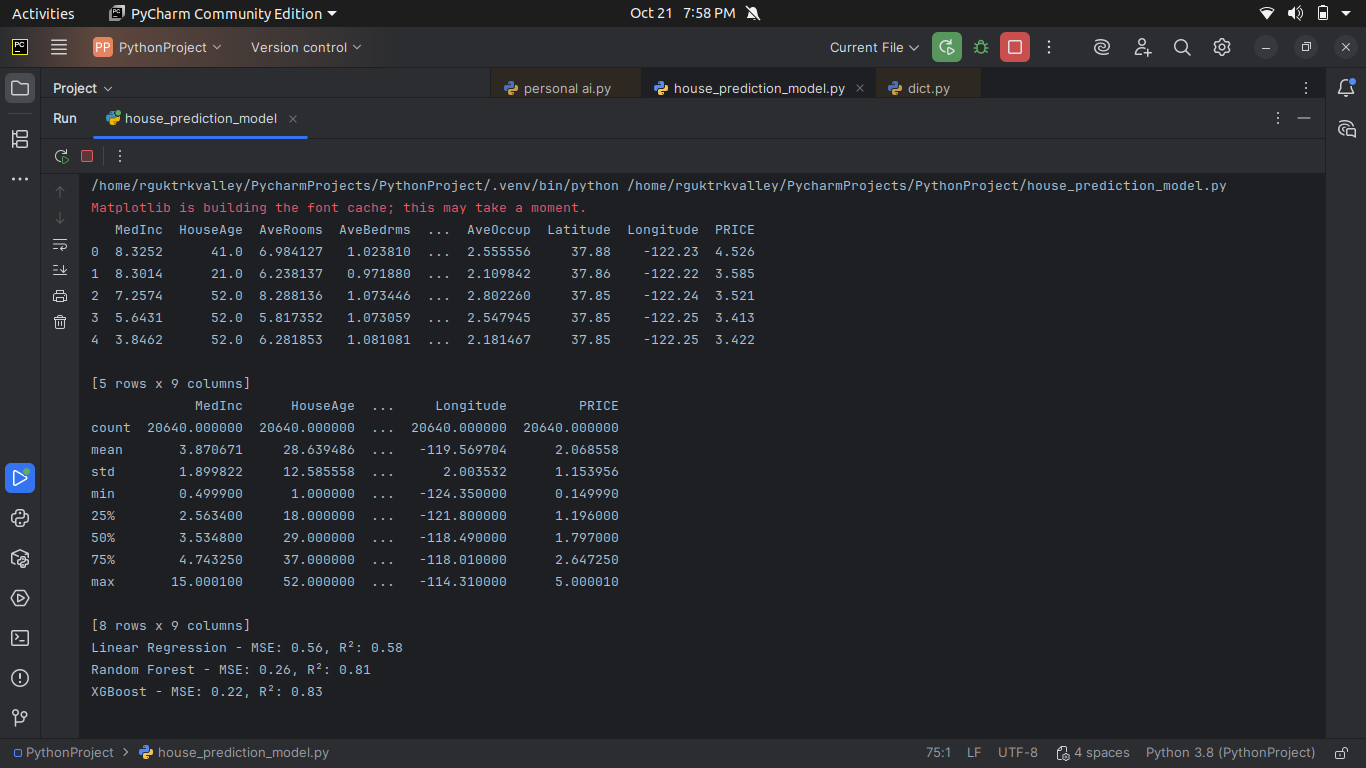 Activities PyCharm Community Edition Oct 21 7:58 PM
PC PP PythonProject Version control Current File
Project personal ai.py house_prediction_model.py dict.py
Run house_prediction_model
/home/rguktrkvalley/PycharmProjects/PythonProject/.venv/bin/python /home/rguktrkvalley/PycharmProjects/PythonProject/house_prediction_model.py
Matplotlib is building the font cache; this may take a moment.
   MedInc  HouseAge  AveRooms  AveBedrms  ...  AveOccup  Latitude  Longitude  PRICE
0  8.3252      41.0  6.984127   1.023810  ...  2.555556     37.88    -122.23  4.526
1  8.3014      21.0  6.238137   0.971880  ...  2.109842     37.86    -122.22  3.585
2  7.2574      52.0  8.288136   1.073446  ...  2.802260     37.85    -122.24  3.521
3  5.6431      52.0  5.817352   1.073059  ...  2.547945     37.85    -122.25  3.413
4  3.8462      52.0  6.281853   1.081081  ...  2.181467     37.85    -122.25  3.422
[5 rows x 9 columns]
             MedInc      HouseAge  ...     Longitude         PRICE
count  20640.000000  20640.000000  ...  20640.000000  20640.000000
mean       3.870671     28.639486  ...   -119.569704      2.068558
std        1.899822     12.585558  ...      2.003532      1.153956
min        0.499900      1.000000  ...   -124.350000      0.149990
25%        2.563400     18.000000  ...   -121.800000      1.196000
50%        3.534800     29.000000  ...   -118.490000      1.797000
75%        4.743250     37.000000  ...   -118.010000      2.647250
max       15.000100     52.000000  ...   -114.310000      5.000010
[8 rows x 9 columns]
Linear Regression - MSE: 0.56, R²: 0.58
Random Forest - MSE: 0.26, R²: 0.81
XGBoost - MSE: 0.22, R²: 0.83
PythonProject > house_prediction_model.py 75:1 LF UTF-8 4 spaces Python 3.8 (PythonProject)